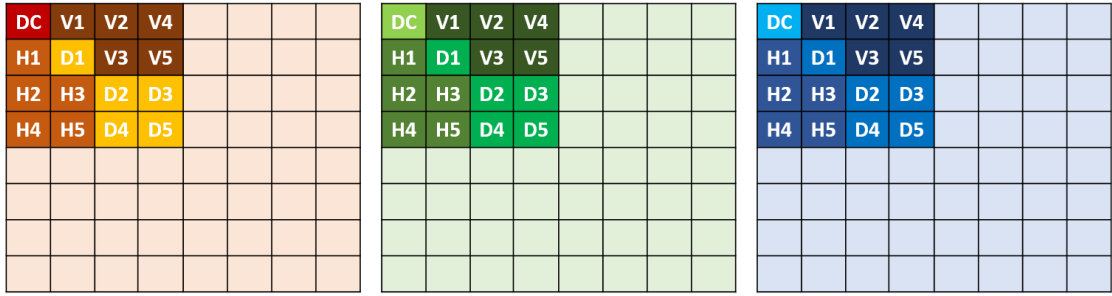 DC V1 V2 V4
H1 D1 V3 V5
H2 H3 D2 D3
H4 H5 D4 D5
DC V1 V2 V4
H1 D1 V3 V5
H2 H3 D2 D3
H4 H5 D4 D5
DC V1 V2 V4
H1 D1 V3 V5
H2 H3 D2 D3
H4 H5 D4 D5